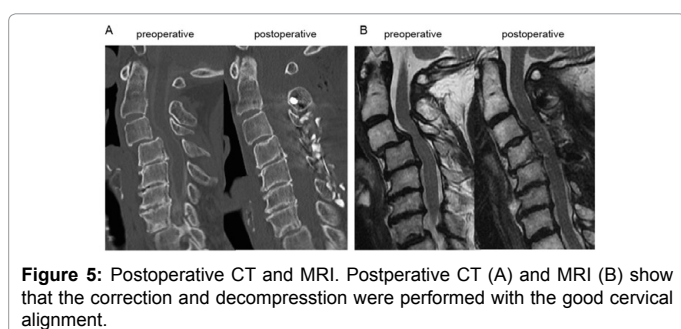 A
preoperative
postoperative
B
preoperative
postoperative
Figure 5: Postoperative CT and MRI. Postperative CT (A) and MRI (B) show
that the correction and decompresstion were performed with the good cervical
alignment.